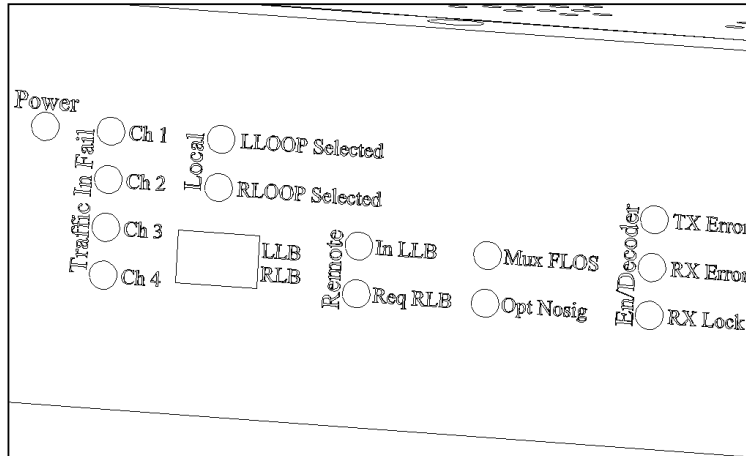 Power
Traffic In Fail
Ch 1
Ch 2
Ch 3
Ch 4
Local
LLOOP Selected
RLOOP Selected
LLB
RLB
Remote
In LLB
Req RLB
Mux FLOS
Opt Nosig
En/Decoder
TX Error
RX Error
RX Lock